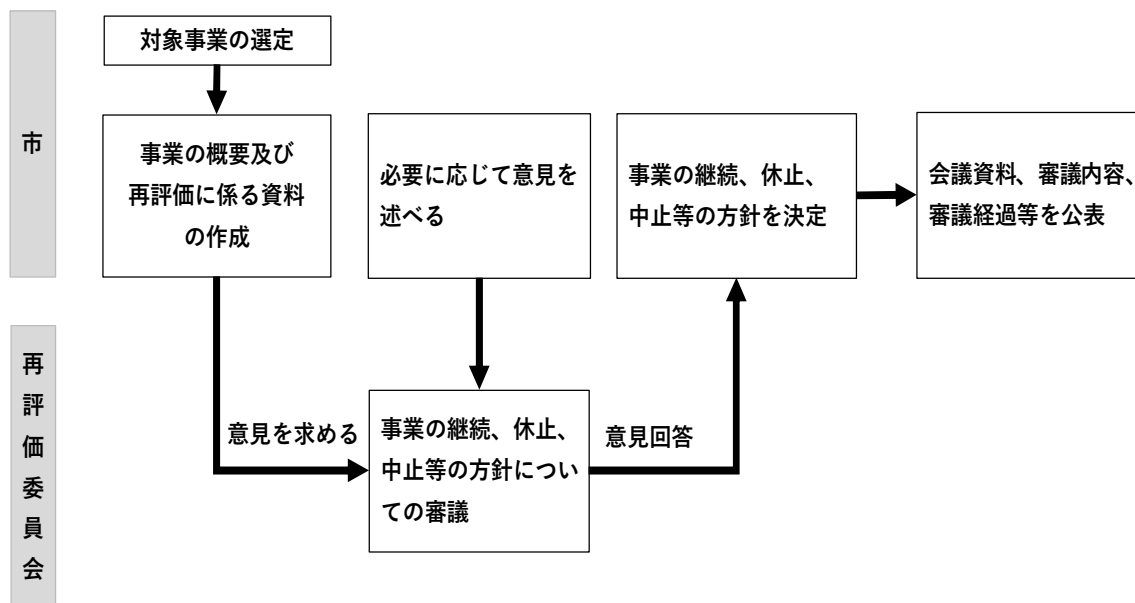 市
対象事業の選定
事業の概要及び
再評価に係る資料
の作成
必要に応じて意見を
述べる
事業の継続、休止、
中止等の方針を決定
会議資料、審議内容、
審議経過等を公表
再評価委員会
意見を求める
事業の継続、休止、
中止等の方針につい
ての審議
意見回答